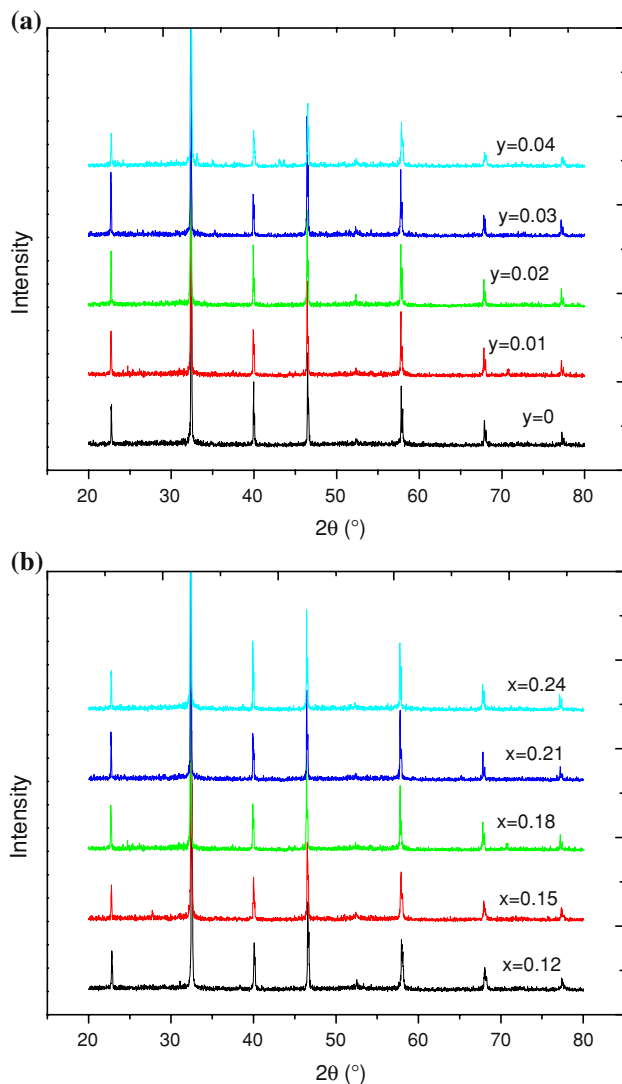 (a)
y=0.04
y=0.03
y=0.02
y=0.01
y=0
Intensity
20 30 40 50 60 70 80
2θ (°)
(b)
x=0.24
x=0.21
x=0.18
x=0.15
x=0.12
Intensity
20 30 40 50 60 70 80
2θ (°)